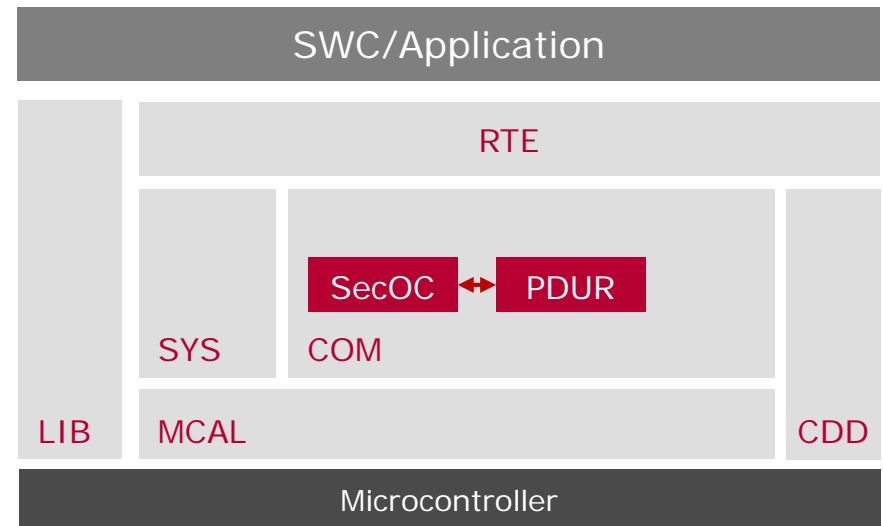 SWC/Application
RTE
SecOC
PDUR
SYS
COM
LIB
MCAL
CDD
Microcontroller